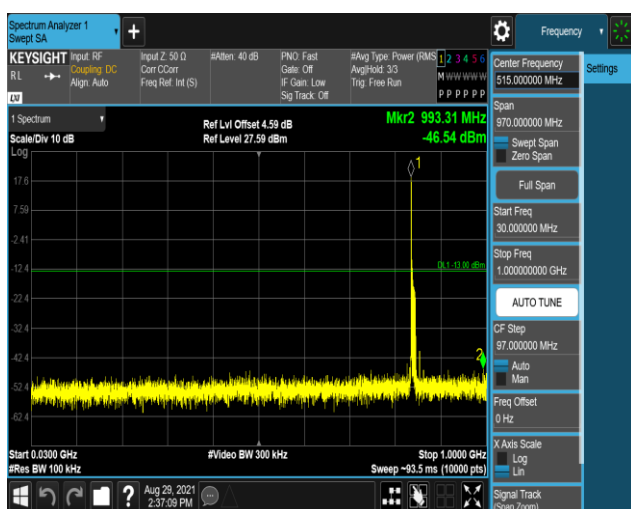 Spectrum Analyzer 1
Swept SA
Frequency
KEYSIGHT
Input: RF
Coupling: DC
Align: Auto
Input Z: 50 Ω
Corr CCorr
Freq Ref: Int (S)
#Atten: 40 dB
PNO: Fast
Gate: Off
IF Gain: Low
Sig Track: Off
#Avg Type: Power (RMS
Avg|Hold: 3/3
Trig: Free Run
1 2 3 4 5 6
M W W W W W
P P P P P P
R L
LXI
1 Spectrum
Scale/Div 10 dB
Log
Ref Lvl Offset 4.59 dB
Ref Level 27.59 dBm
Mkr2 993.31 MHz
-46.54 dBm
1
17.6
7.59
-2.41
-12.4
DL1 -13.00 dBm
-22.4
-32.4
-42.4
2
-52.4
-62.4
Start 0.0300 GHz
#Res BW 100 kHz
#Video BW 300 kHz
Stop 1.0000 GHz
Sweep ~93.5 ms (10000 pts)
Aug 29, 2021
2:37:09 PM
Center Frequency
515.000000 MHz
Settings
Span
970.000000 MHz
Swept Span
Zero Span
Full Span
Start Freq
30.000000 MHz
Stop Freq
1.000000000 GHz
AUTO TUNE
CF Step
97.000000 MHz
Auto
Man
Freq Offset
0 Hz
X Axis Scale
Log
Lin
Signal Track
(Span Zoom)